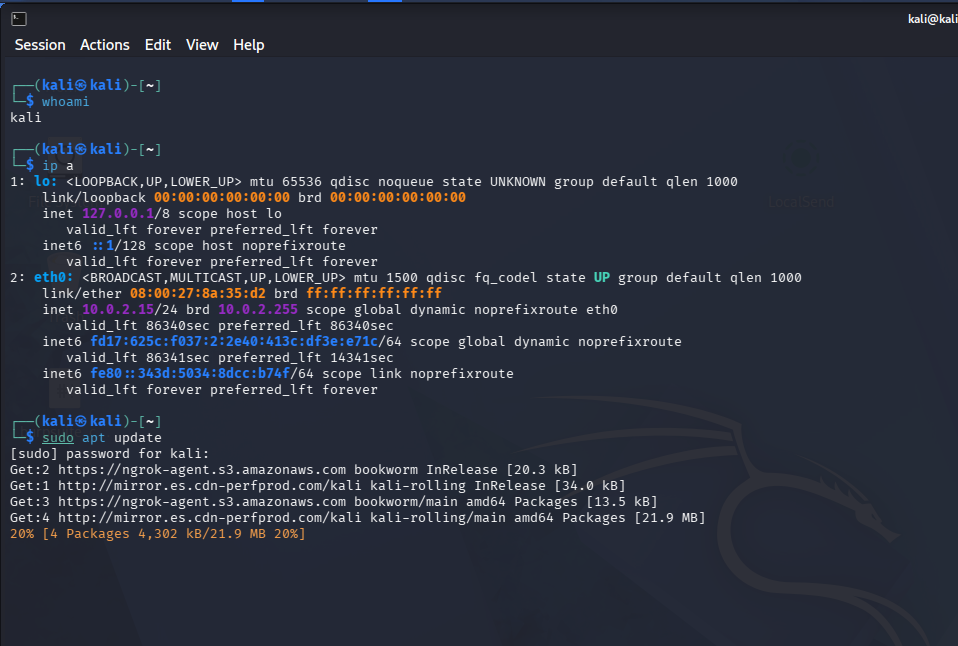 kali@kali
Session Actions Edit View Help
┌──(kali㉿kali)-[~]
└─$ whoami
kali
┌──(kali㉿kali)-[~]
└─$ ip a
1: lo: <LOOPBACK,UP,LOWER_UP> mtu 65536 qdisc noqueue state UNKNOWN group default qlen 1000
    link/loopback 00:00:00:00:00:00 brd 00:00:00:00:00:00
    inet 127.0.0.1/8 scope host lo
       valid_lft forever preferred_lft forever
    inet6 ::1/128 scope host noprefixroute
       valid_lft forever preferred_lft forever
2: eth0: <BROADCAST,MULTICAST,UP,LOWER_UP> mtu 1500 qdisc fq_codel state UP group default qlen 1000
    link/ether 08:00:27:8a:35:d2 brd ff:ff:ff:ff:ff:ff
    inet 10.0.2.15/24 brd 10.0.2.255 scope global dynamic noprefixroute eth0
       valid_lft 86340sec preferred_lft 86340sec
    inet6 fd17:625c:f037:2:2e40:413c:df3e:e71c/64 scope global dynamic noprefixroute
       valid_lft 86341sec preferred_lft 14341sec
    inet6 fe80::343d:5034:8dcc:b74f/64 scope link noprefixroute
       valid_lft forever preferred_lft forever
┌──(kali㉿kali)-[~]
└─$ sudo apt update
[sudo] password for kali:
Get:2 https://ngrok-agent.s3.amazonaws.com bookworm InRelease [20.3 kB]
Get:1 http://mirror.es.cdn-perfprod.com/kali kali-rolling InRelease [34.0 kB]
Get:3 https://ngrok-agent.s3.amazonaws.com bookworm/main amd64 Packages [13.5 kB]
Get:4 http://mirror.es.cdn-perfprod.com/kali kali-rolling/main amd64 Packages [21.9 MB]
20% [4 Packages 4,302 kB/21.9 MB 20%]
LocalSend